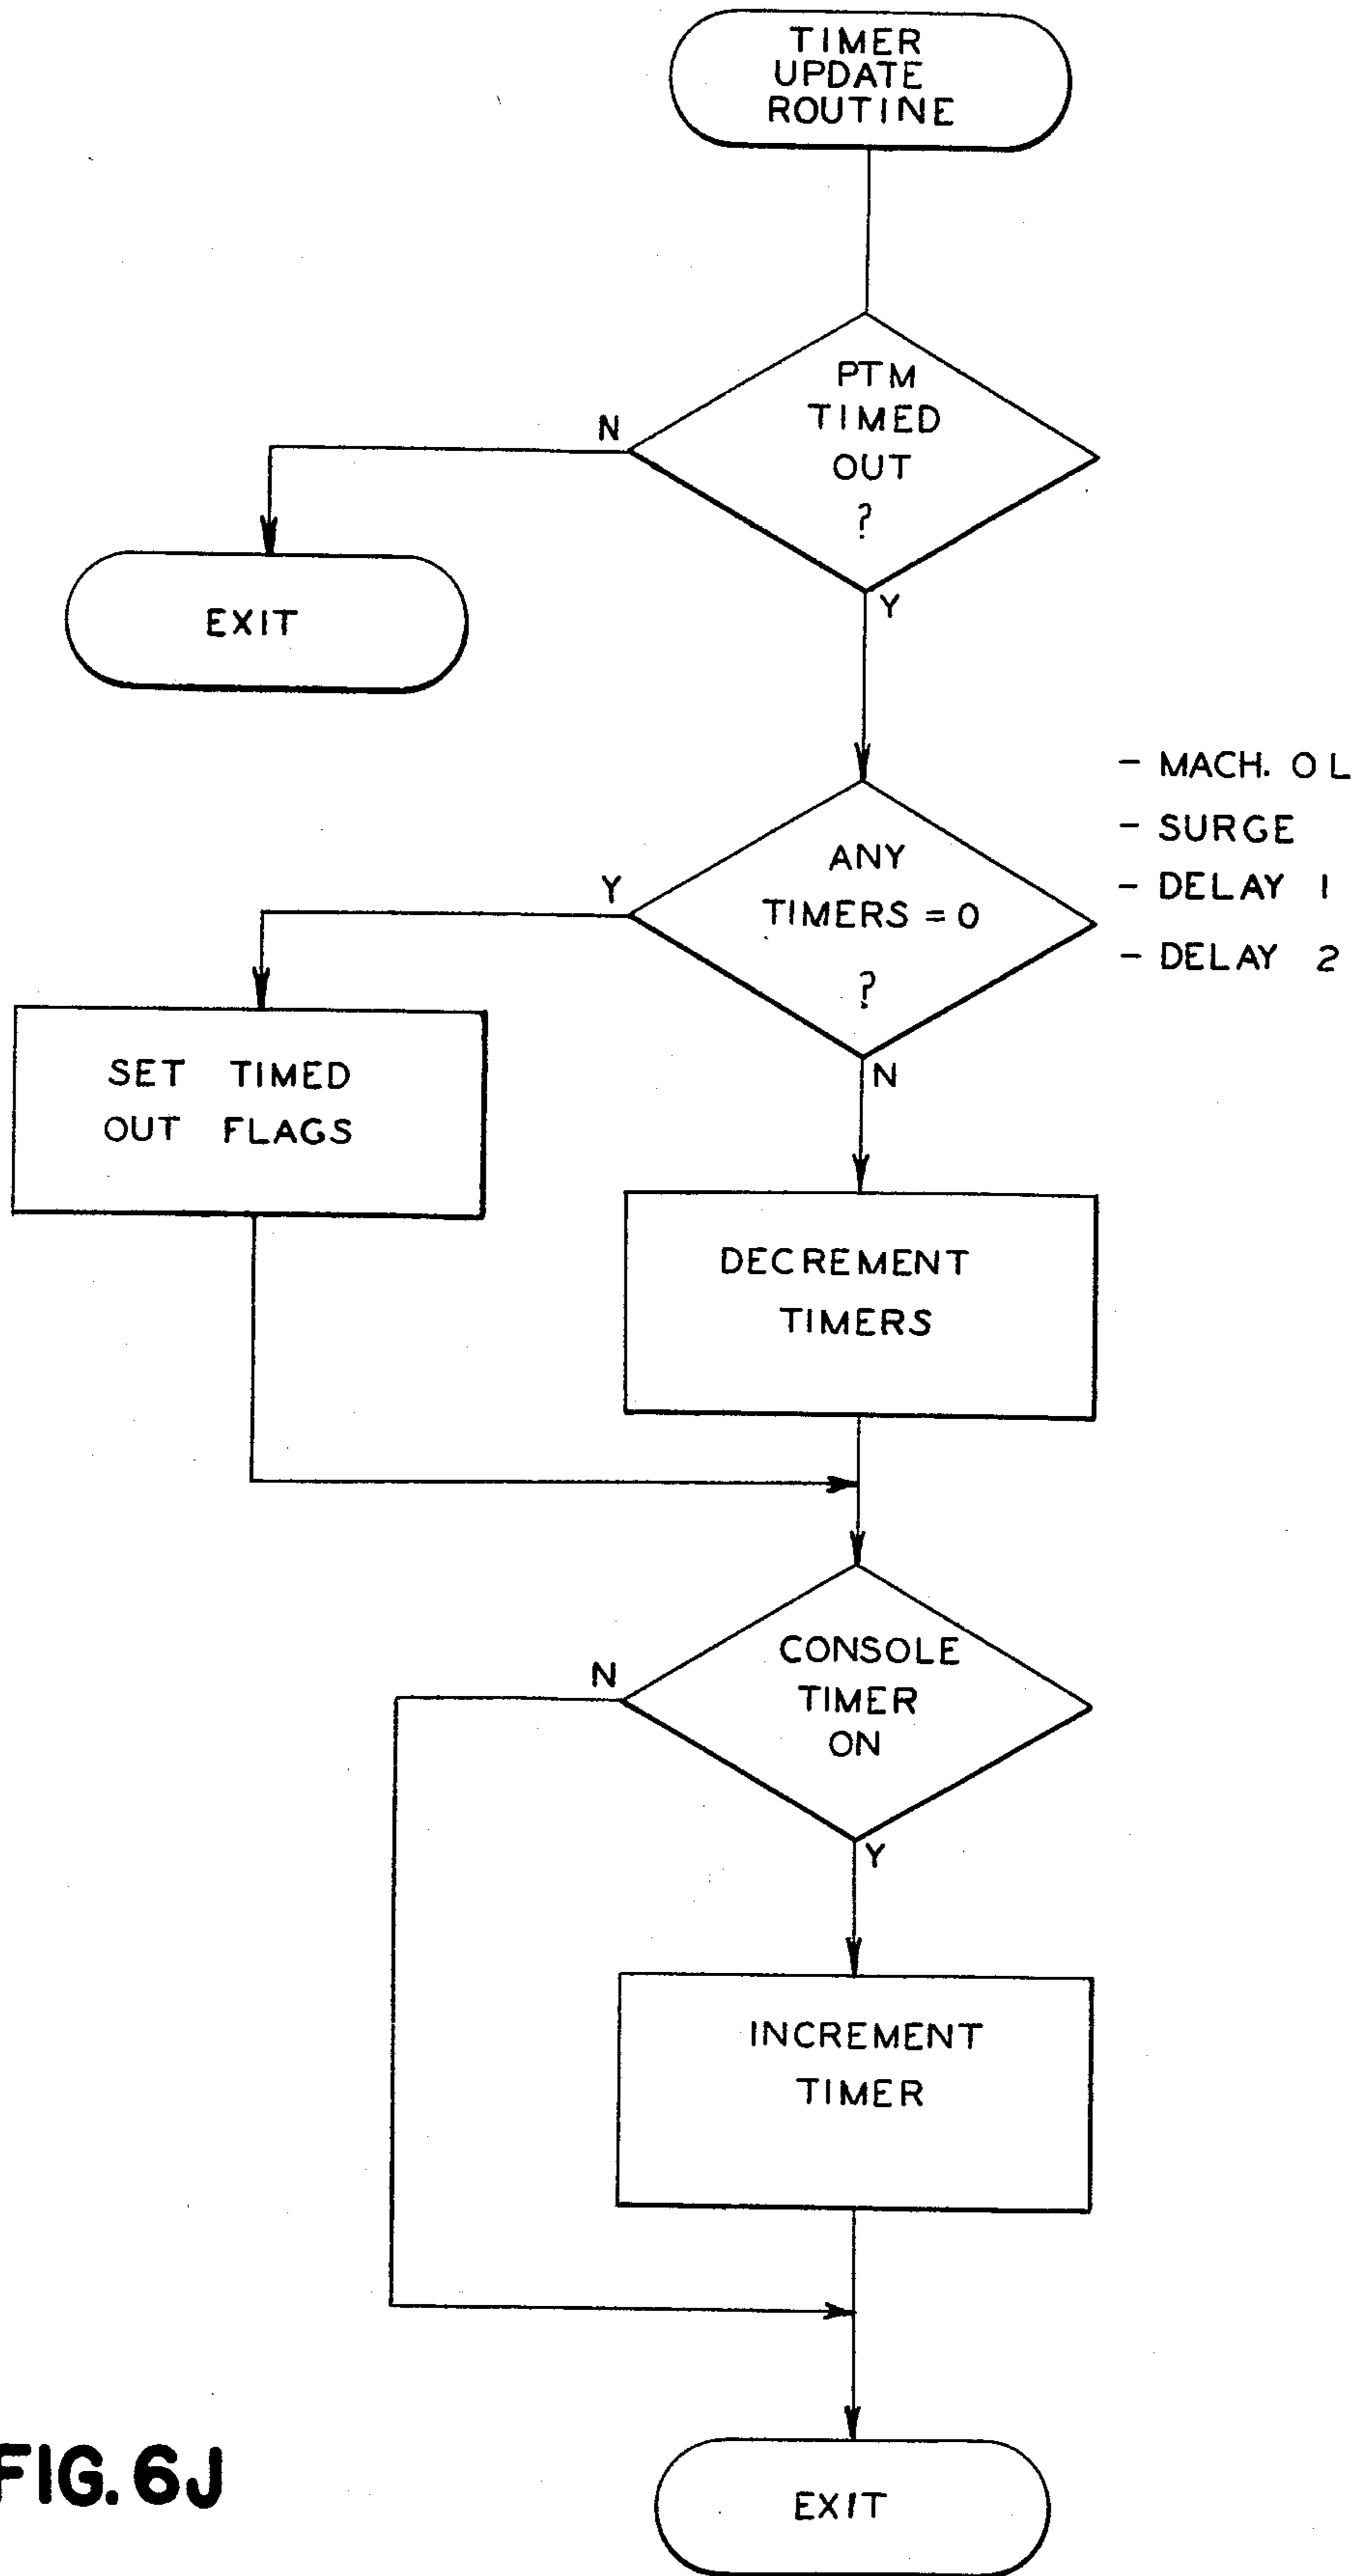 TIMER
UPDATE
ROUTINE
PTM
TIMED
OUT
?
N
EXIT
Y
- MACH. OL
- SURGE
- DELAY 1
- DELAY 2
ANY
TIMERS = 0
?
Y
SET TIMED
OUT FLAGS
N
DECREMENT
TIMERS
CONSOLE
TIMER
ON
N
Y
INCREMENT
TIMER
EXIT
FIG. 6J